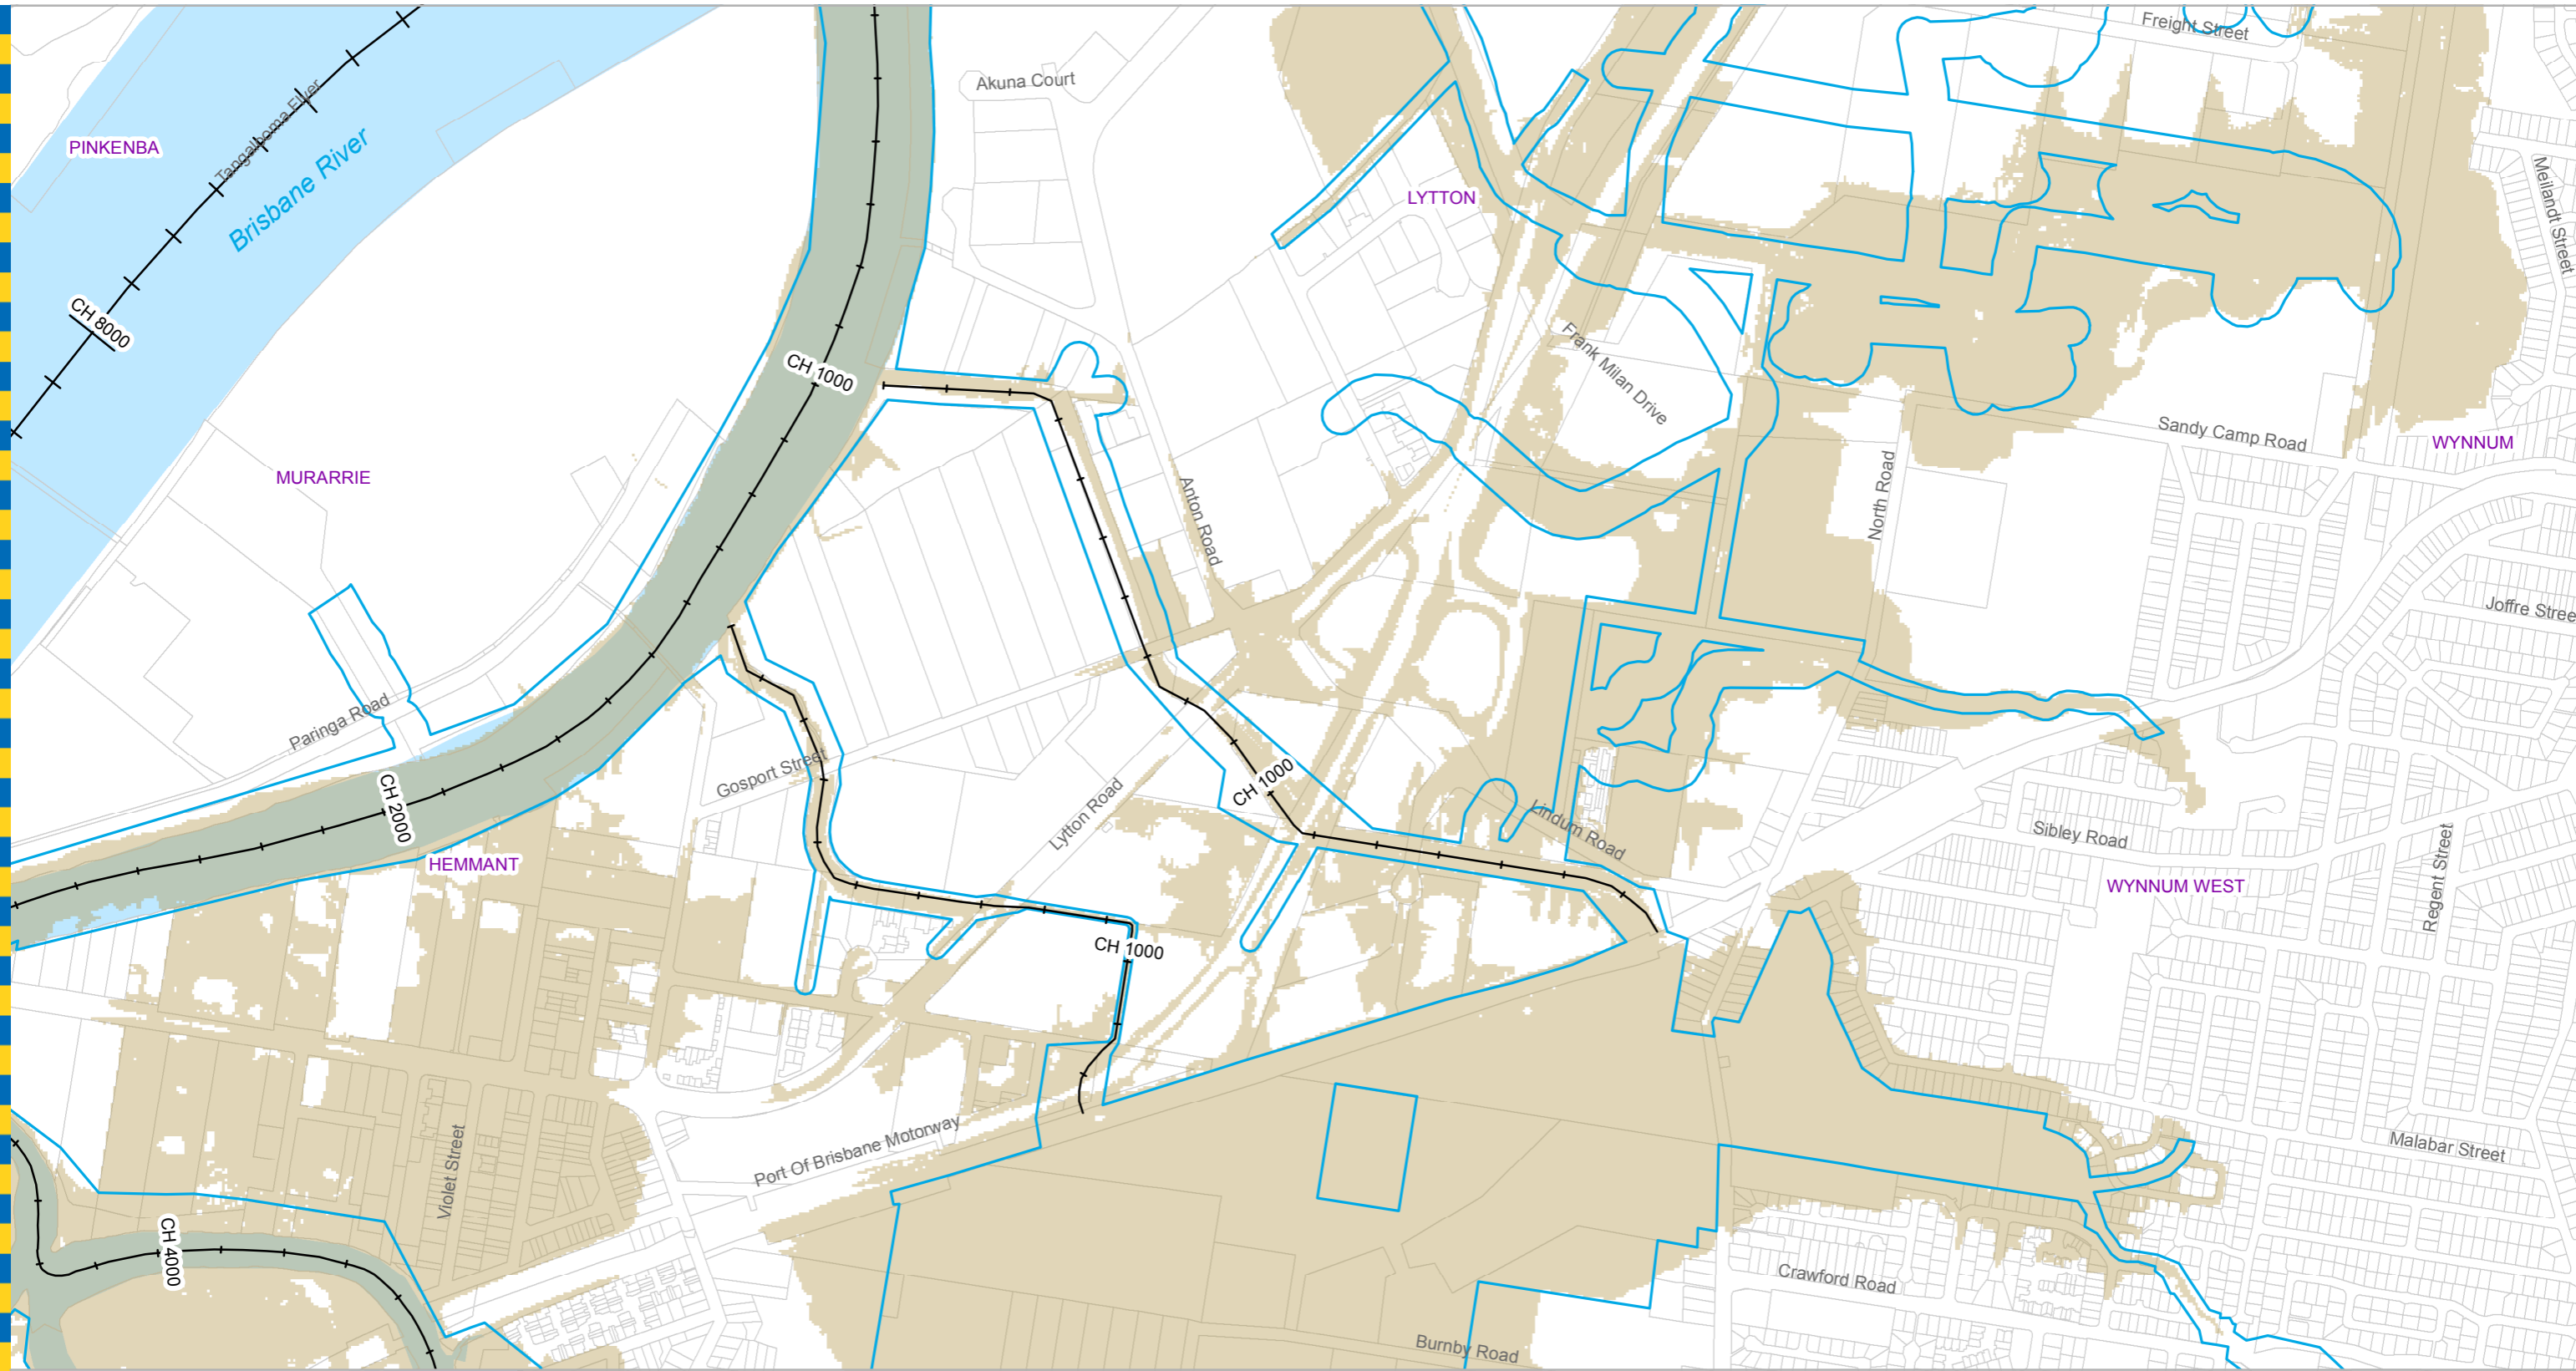 Freight Street
Akuna Court
Tangalooma Flyer
PINKENBA
Brisbane River
LYTTON
Meilandt Street
CH 8000
Frank Milan Drive
CH 1000
Sandy Camp Road
WYNNUM
MURARRIE
North Road
Anton Road
Joffre Stree
Paringa Road
Gosport Street
CH 1000
CH 2000
Lytton Road
Lindum Road
Sibley Road
HEMMANT
Regent Street
WYNNUM WEST
CH 1000
Port Of Brisbane Motorway
Malabar Street
Violet Street
CH 4000
Crawford Road
Burnby Road